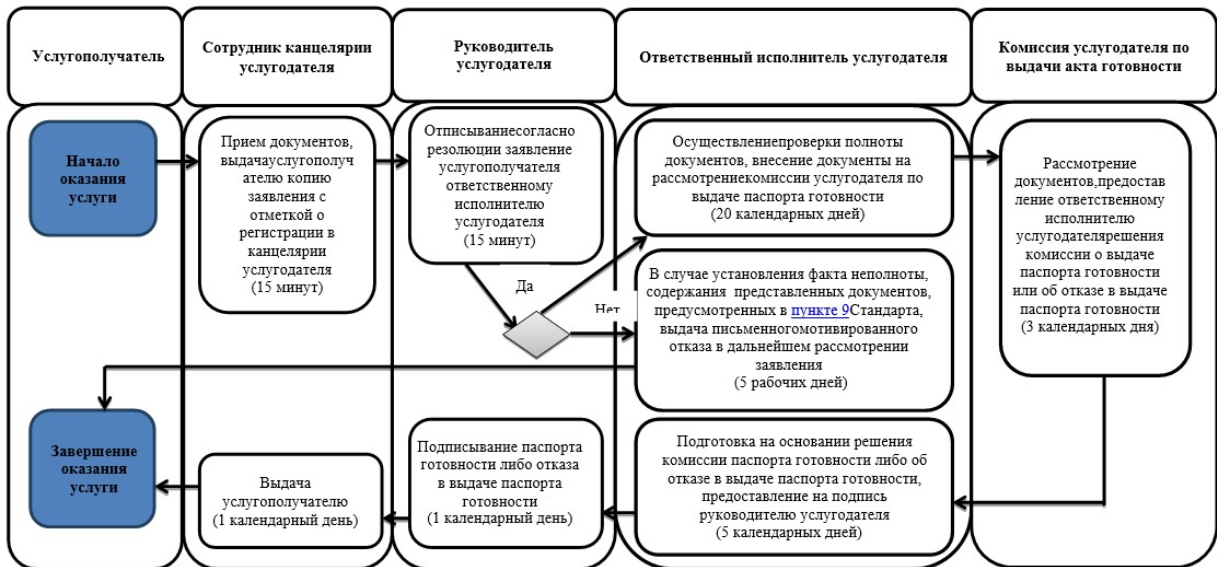 Услугополучатель
Сотрудник канцелярии
услугодателя
Руководитель
услугодателя
Ответственный исполнитель услугодателя
Комиссия услугодателя по
выдачи акта готовности
Начало
оказания
услуги
Прием документов,
выдачауслугополуч
ателю копию
заявления с
отметкой о
регистрации в
канцелярии
услугодателя
(15 минут)
Отписываниесогласно
резолюции заявление
услугополучателя
ответственному
исполнителю
услугодателя
(15 минут)
Да
Нет
Осуществлениепроверки полноты
документов, внесение документы на
рассмотрениекомиссии услугодателя по
выдаче паспорта готовности
(20 календарных дней)
В случае установления факта неполноты,
содержания представленных документов,
предусмотренных в пункте 9Стандарта,
выдача письменногомотивированного
отказа в дальнейшем рассмотрении
заявления
(5 рабочих дней)
Рассмотрение
документов,предостав
ление ответственному
исполнителю
услугодателярешения
комиссии о выдаче
паспорта готовности
или об отказе в выдаче
паспорта готовности
(3 календарных дня)
Завершение
оказания
услуги
Выдача
услугополучателю
(1 календарный день)
Подписывание паспорта
готовности либо отказа
в выдаче паспорта
готовности
(1 календарный день)
Подготовка на основании решения
комиссии паспорта готовности либо об
отказе в выдаче паспорта готовности,
предоставление на подпись
руководителю услугодателя
(5 календарных дней)